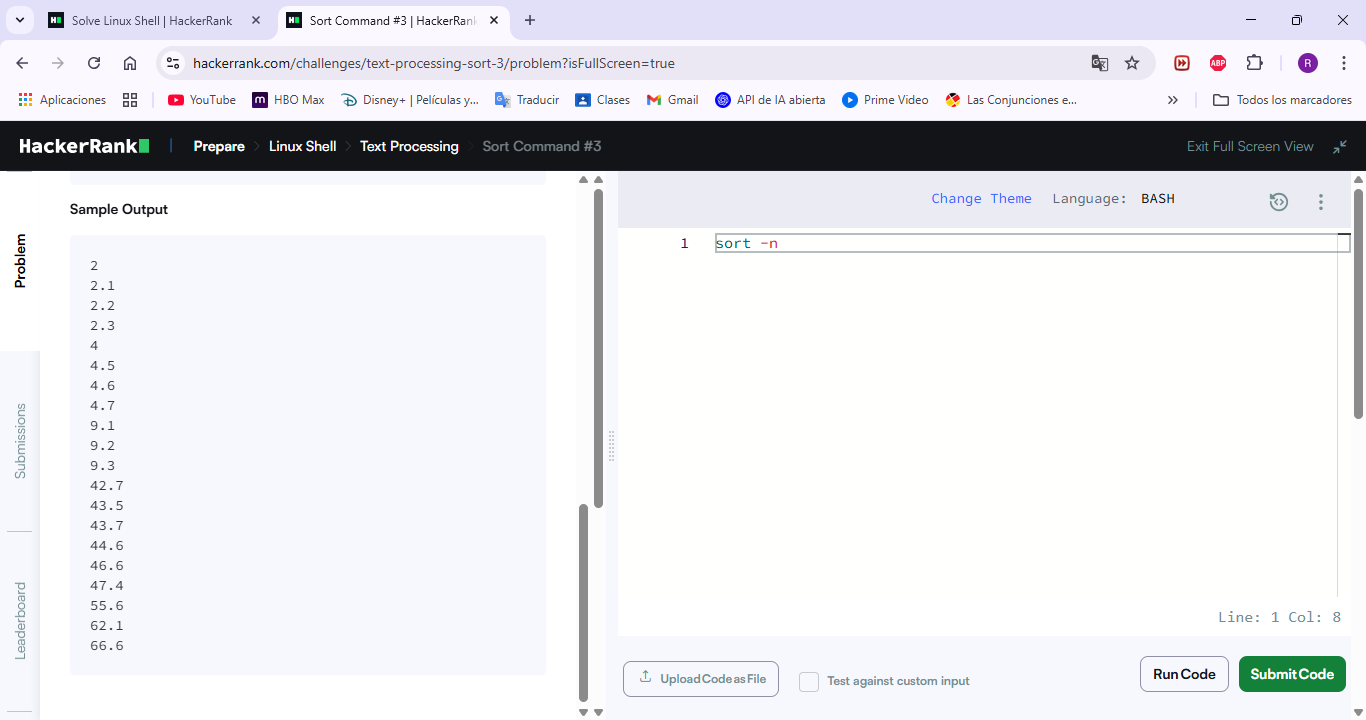 Solve Linux Shell | HackerRank
Sort Command #3 | HackerRank
hackerrank.com/challenges/text-processing-sort-3/problem?isFullScreen=true
ABP
R
Aplicaciones
YouTube
HBO Max
Disney+ | Películas y...
Traducir
Clases
Gmail
API de IA abierta
Prime Video
Las Conjunciones e...
Todos los marcadores
HackerRank
Prepare
Linux Shell
Text Processing
Sort Command #3
Exit Full Screen View
Problem
Submissions
Leaderboard
Sample Output
2
2.1
2.2
2.3
4
4.5
4.6
4.7
9.1
9.2
9.3
42.7
43.5
43.7
44.6
46.6
47.4
55.6
62.1
66.6
Change Theme Language: BASH
1 sort -n
Line: 1 Col: 8
Upload Code as File
Test against custom input
Run Code
Submit Code